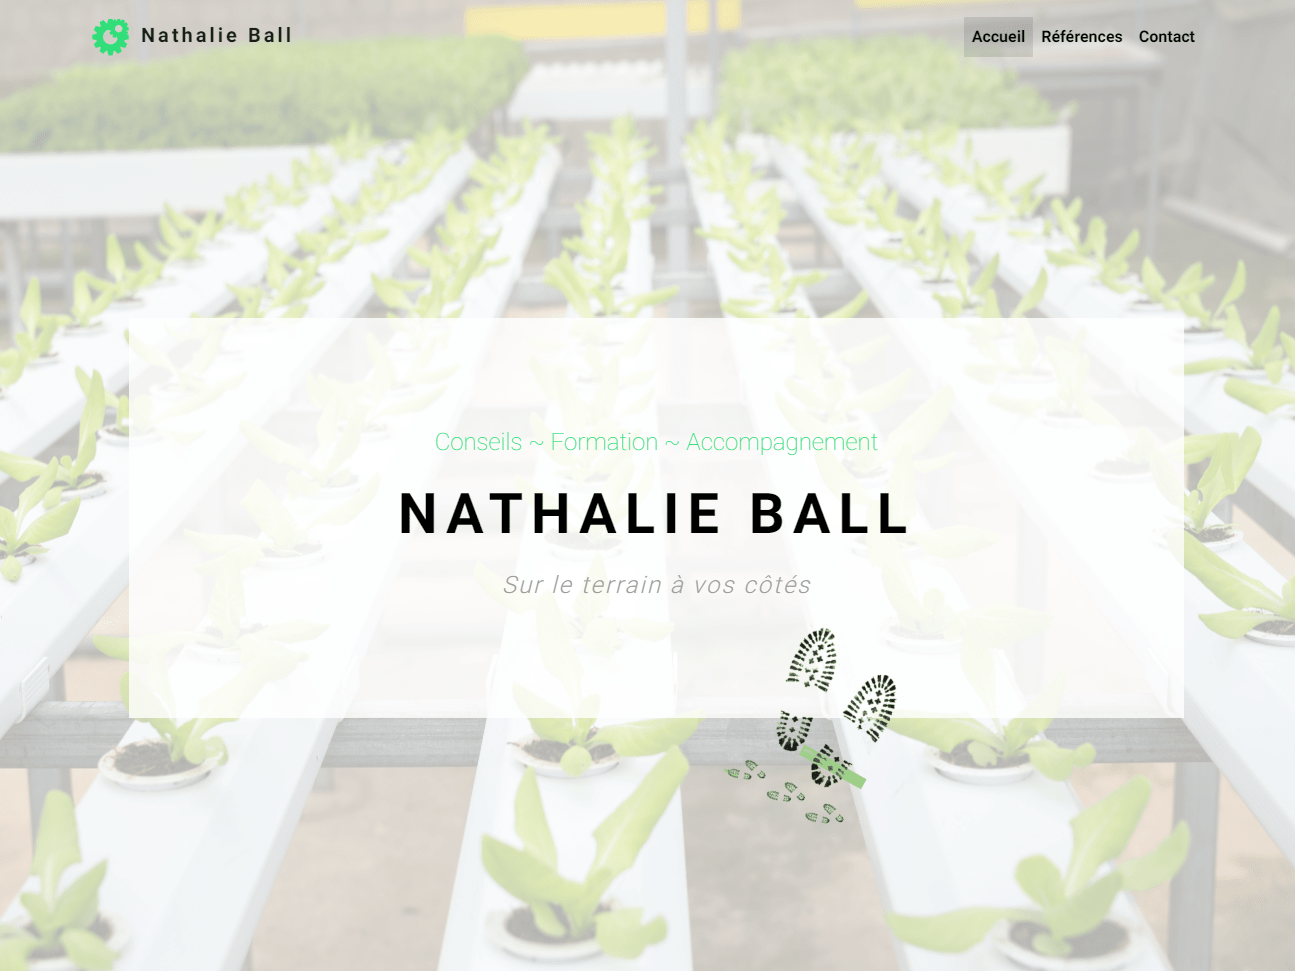 Nathalie Ball
Accueil Références Contact
Conseils ~ Formation ~ Accompagnement
NATHALIE BALL
Sur le terrain à vos côtés